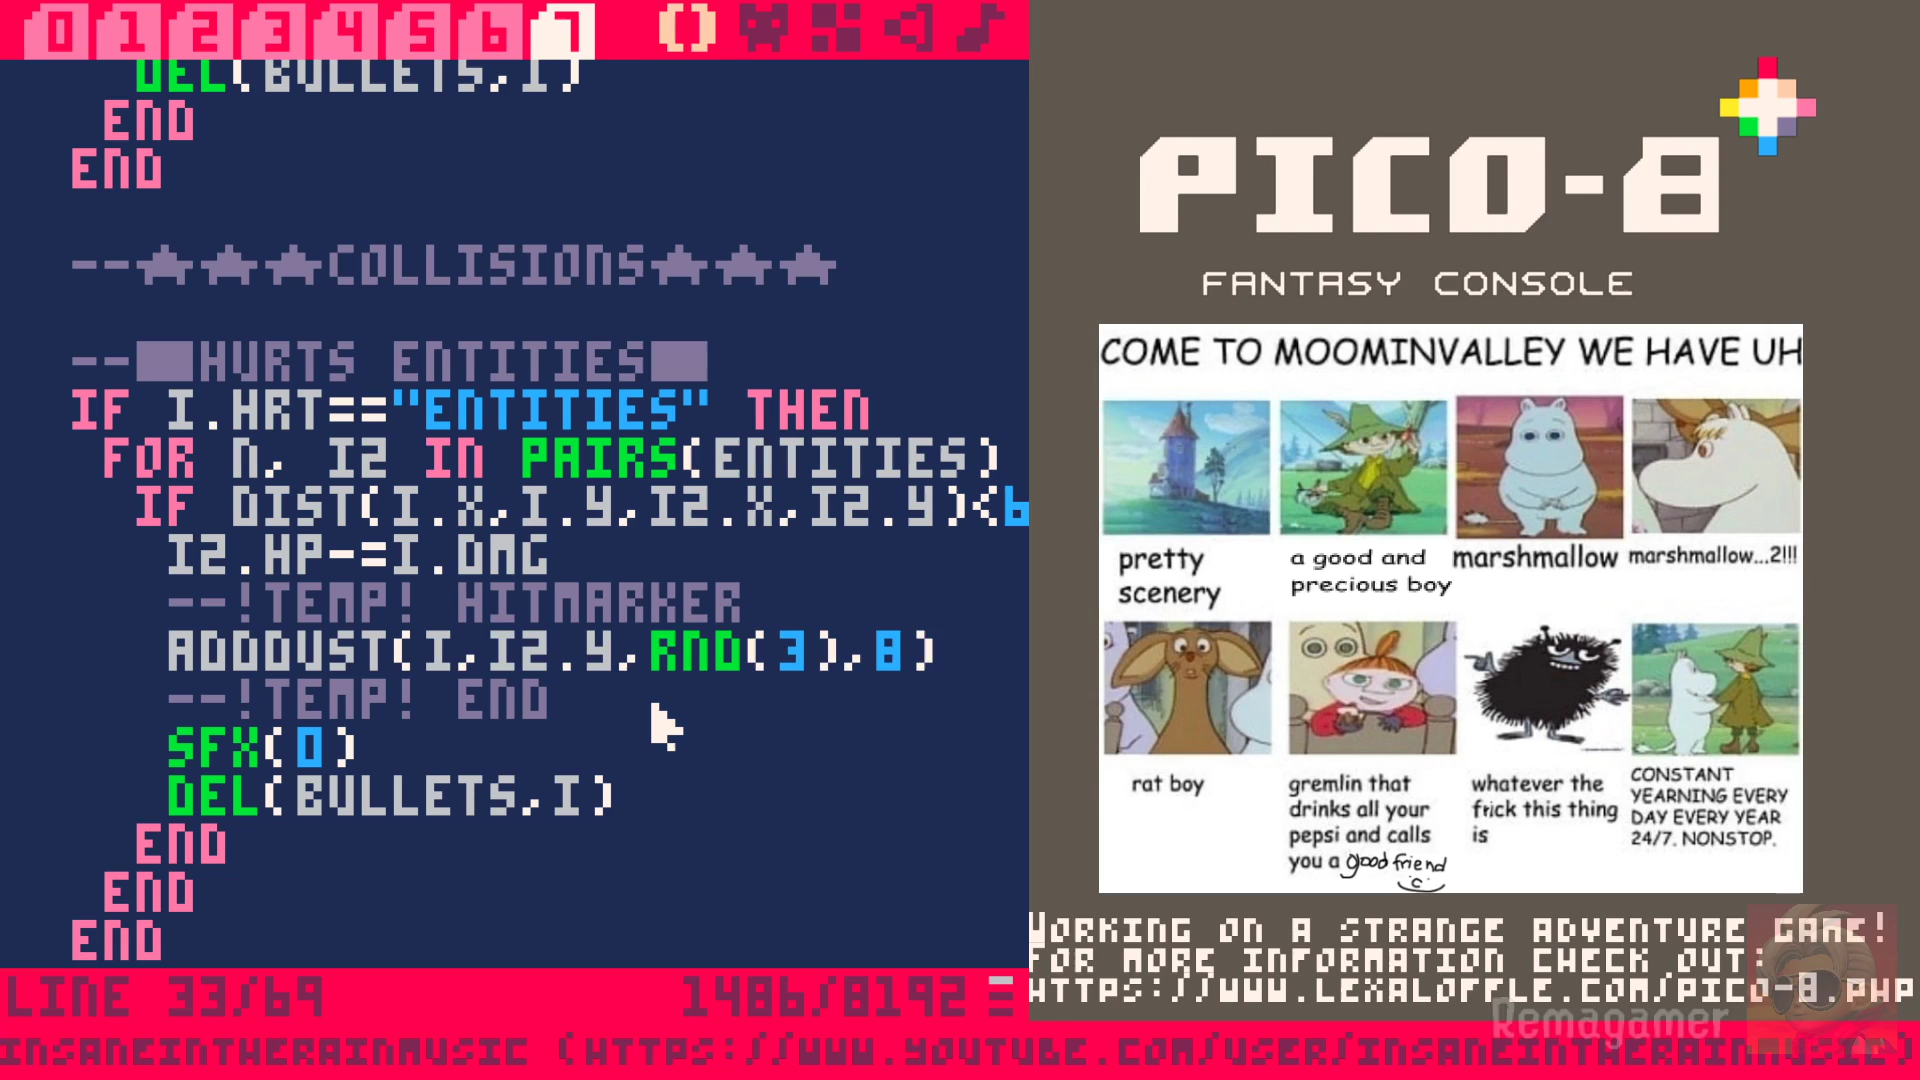 0 1 2 3 4 5 6 7
DEL(BULLETS,I)
END
END
--★★★COLLISIONS★★★
--██HURTS ENTITIES██
IF I.HRT=="ENTITIES" THEN
FOR N, I2 IN PAIRS(ENTITIES)
IF DIST(I.X,I.Y,I2.X,I2.Y)<6
I2.HP-=I.DMG
--!TEMP! HITMARKER
ADDDUST(I,I2.Y,RND(3),8)
--!TEMP! END
SFX(0)
DEL(BULLETS,I)
END
END
END
LINE 33/69 1486/8192
PICO-8
FANTASY CONSOLE
COME TO MOOMINVALLEY WE HAVE UH
pretty
scenery
a good and
precious boy
marshmallow
marshmallow...2!!!
rat boy
gremlin that
drinks all your
pepsi and calls
you a good friend
whatever the
frick this thing
is
CONSTANT
YEARNING EVERY
DAY EVERY YEAR
24/7. NONSTOP.
WORKING ON A STRANGE ADVENTURE GAME!
FOR MORE INFORMATION CHECK OUT:
HTTPS://WWW.LEXALOFFLE.COM/PICO-8.PHP
Remagamer
INSANEINTHERAINMUSIC (HTTPS://WWW.YOUTUBE.COM/USER/INSANEINTHERAINMUSIC)